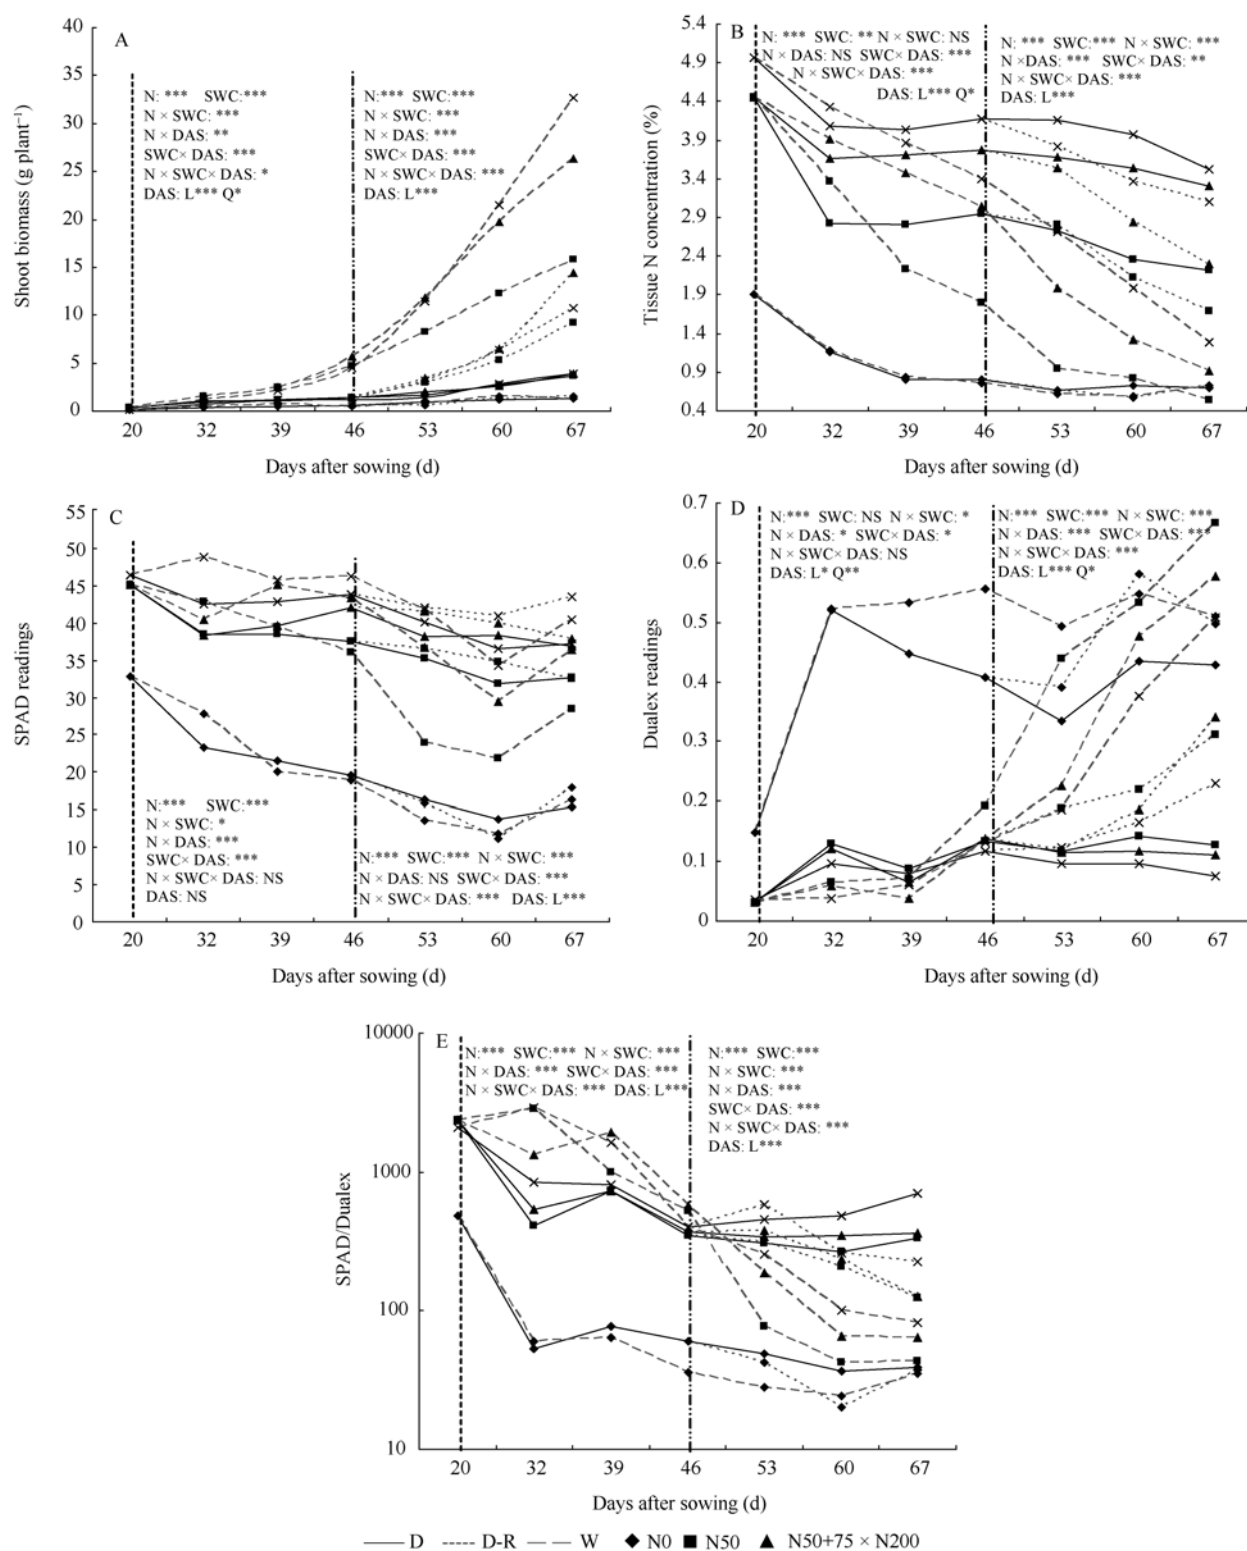 A
Shoot biomass (g plant⁻¹)
40
35
30
25
20
15
10
5
0
N: *** SWC:***
N × SWC: ***
N × DAS: **
SWC× DAS: ***
N × SWC× DAS: *
DAS: L*** Q*
N:*** SWC:***
N × SWC: ***
N × DAS: ***
SWC× DAS: ***
N × SWC× DAS: ***
DAS: L***
20 32 39 46 53 60 67
Days after sowing (d)
B
Tissue N concentration (%)
5.4
4.9
4.4
3.9
3.4
2.9
2.4
1.9
1.4
0.9
0.4
N: *** SWC: ** N × SWC: NS
N × DAS: NS SWC× DAS: ***
N × SWC× DAS: ***
DAS: L*** Q*
N: *** SWC:*** N × SWC: ***
N ×DAS: *** SWC× DAS: **
N × SWC× DAS: ***
DAS: L***
20 32 39 46 53 60 67
Days after sowing (d)
C
SPAD readings
55
50
45
40
35
30
25
20
15
10
5
0
N:*** SWC:***
N × SWC: *
N × DAS: ***
SWC× DAS: ***
N × SWC× DAS: NS
DAS: NS
N:*** SWC:*** N × SWC: ***
N × DAS: NS SWC× DAS: ***
N × SWC× DAS: *** DAS: L***
20 32 39 46 53 60 67
Days after sowing (d)
D
Dualex readings
0.7
0.6
0.5
0.4
0.3
0.2
0.1
0
N:*** SWC: NS N × SWC: *
N × DAS: * SWC× DAS: *
N × SWC× DAS: NS
DAS: L* Q**
N:*** SWC:*** N × SWC: ***
N × DAS: *** SWC× DAS: ***
N × SWC× DAS: ***
DAS: L*** Q*
20 32 39 46 53 60 67
Days after sowing (d)
E
SPAD/Dualex
10000
1000
100
10
N:*** SWC:*** N × SWC: ***
N × DAS: *** SWC× DAS: ***
N × SWC× DAS: *** DAS: L***
N:*** SWC:***
N × SWC: ***
N × DAS: ***
SWC× DAS: ***
N × SWC× DAS: ***
DAS: L***
20 32 39 46 53 60 67
Days after sowing (d)
D D-R W N0 N50 N50+75 × N200